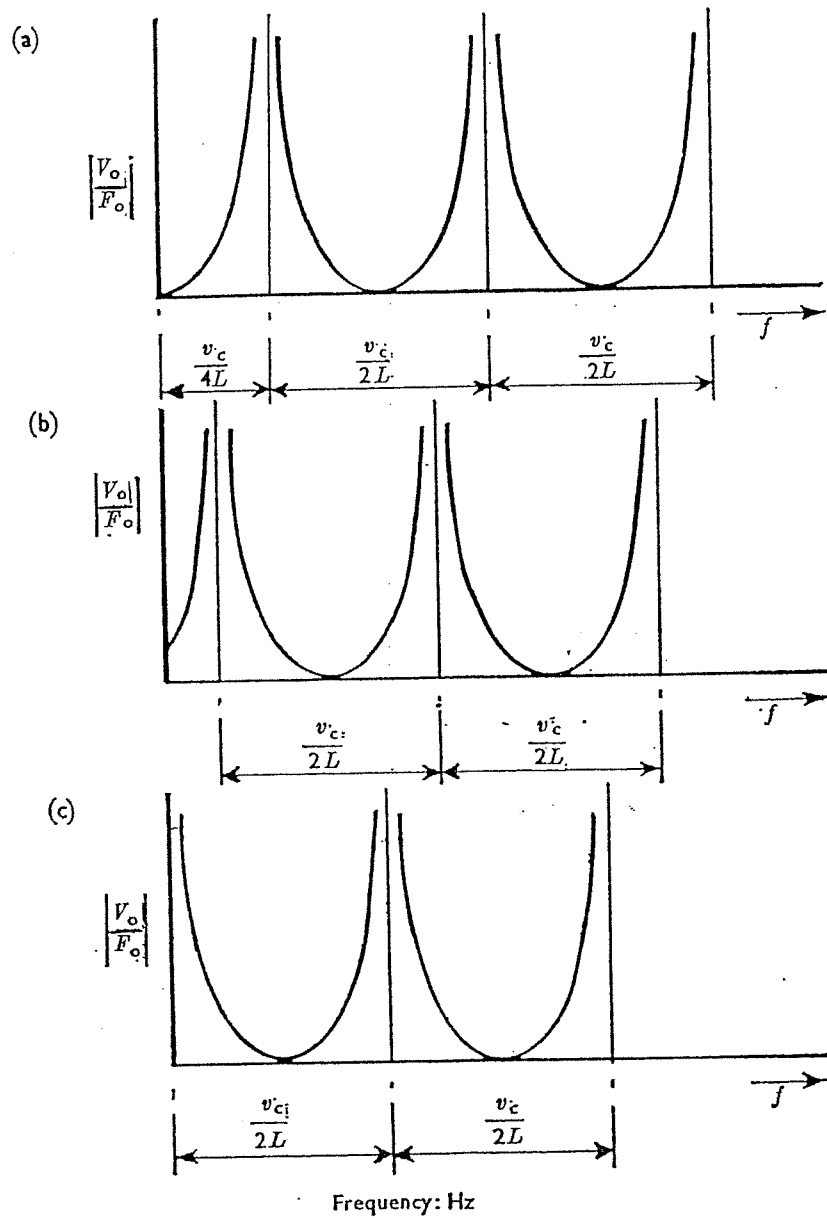 (a)
|V₀/F₀|
f
v_c/4L
v_c/2L
v_c/2L
(b)
|V₀/F₀|
f
v_c/2L
v_c/2L
(c)
|V₀/F₀|
f
v_c/2L
v_c/2L
Frequency: Hz